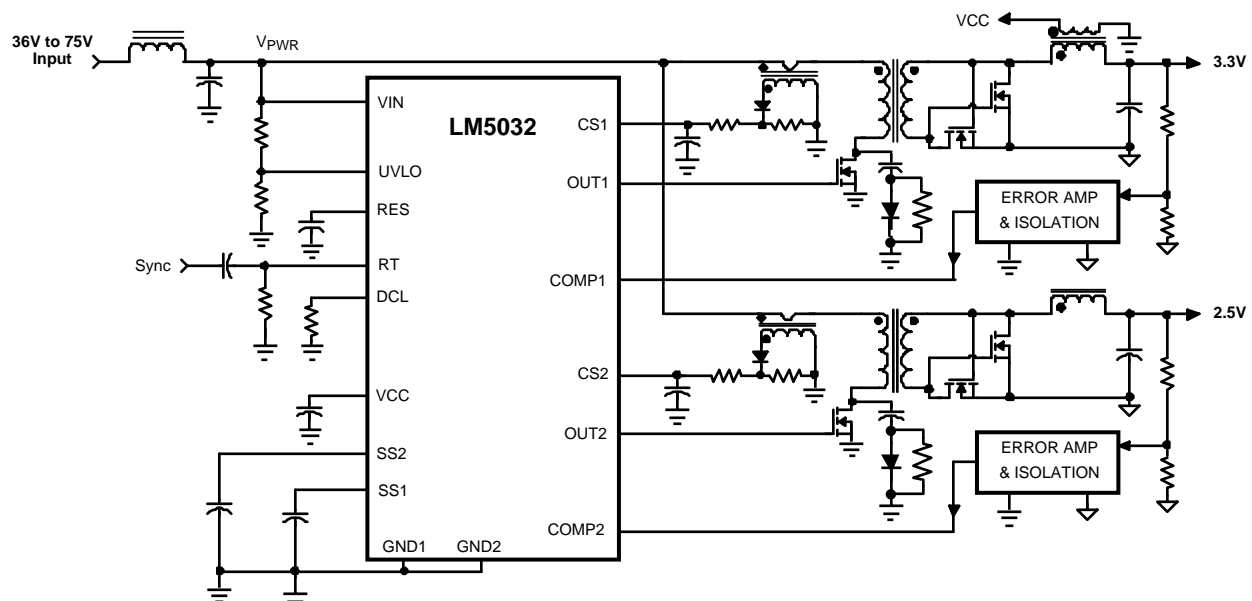 VCC
36V to 75V
Input
VPWR
3.3V
VIN
LM5032
CS1
UVLO
OUT1
ERROR AMP
& ISOLATION
RES
Sync
RT
COMP1
DCL
2.5V
CS2
VCC
OUT2
ERROR AMP
& ISOLATION
SS2
SS1
COMP2
GND1
GND2